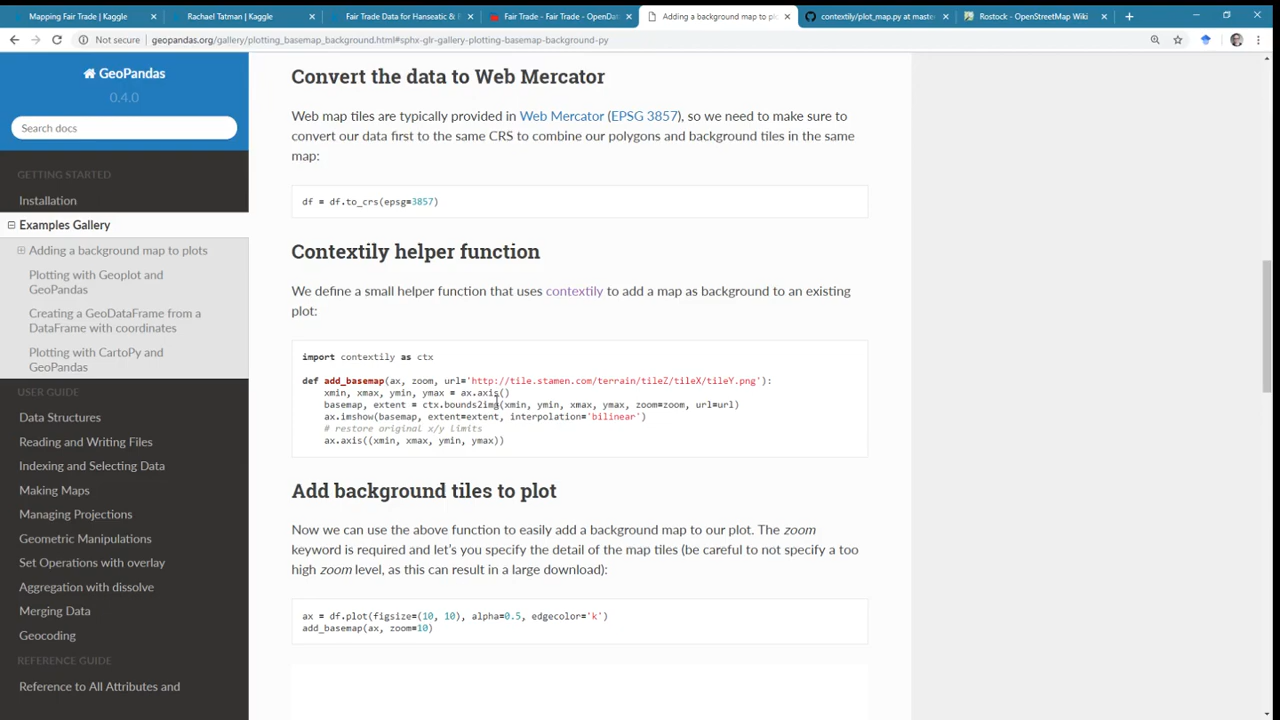 Mapping Fair Trade | Kaggle
Rachael Tatman | Kaggle
Fair Trade Data for Hanseatic &
Fair Trade - Fair Trade - OpenDat
Adding a background map to plo
contextily/plot_map.py at master
Rostock - OpenStreetMap Wiki
Not secure
geopandas.org/gallery/plotting_basemap_background.html#sphx-glr-gallery-plotting-basemap-background-py
GeoPandas
0.4.0
Search docs
GETTING STARTED
Installation
Examples Gallery
Adding a background map to plots
Plotting with Geoplot and
GeoPandas
Creating a GeoDataFrame from a
DataFrame with coordinates
Plotting with CartoPy and
GeoPandas
USER GUIDE
Data Structures
Reading and Writing Files
Indexing and Selecting Data
Making Maps
Managing Projections
Geometric Manipulations
Set Operations with overlay
Aggregation with dissolve
Merging Data
Geocoding
REFERENCE GUIDE
Reference to All Attributes and
Convert the data to Web Mercator
Web map tiles are typically provided in Web Mercator (EPSG 3857), so we need to make sure to
convert our data first to the same CRS to combine our polygons and background tiles in the same
map:
df = df.to_crs(epsg=3857)
Contextily helper function
We define a small helper function that uses contextily to add a map as background to an existing
plot:
import contextily as ctx
def add_basemap(ax, zoom, url='http://tile.stamen.com/terrain/tileZ/tileX/tileY.png'):
xmin, xmax, ymin, ymax = ax.axis()
basemap, extent = ctx.bounds2img(xmin, ymin, xmax, ymax, zoom=zoom, url=url)
ax.imshow(basemap, extent=extent, interpolation='bilinear')
# restore original x/y limits
ax.axis((xmin, xmax, ymin, ymax))
Add background tiles to plot
Now we can use the above function to easily add a background map to our plot. The zoom
keyword is required and let's you specify the detail of the map tiles (be careful to not specify a too
high zoom level, as this can result in a large download):
ax = df.plot(figsize=(10, 10), alpha=0.5, edgecolor='k')
add_basemap(ax, zoom=10)